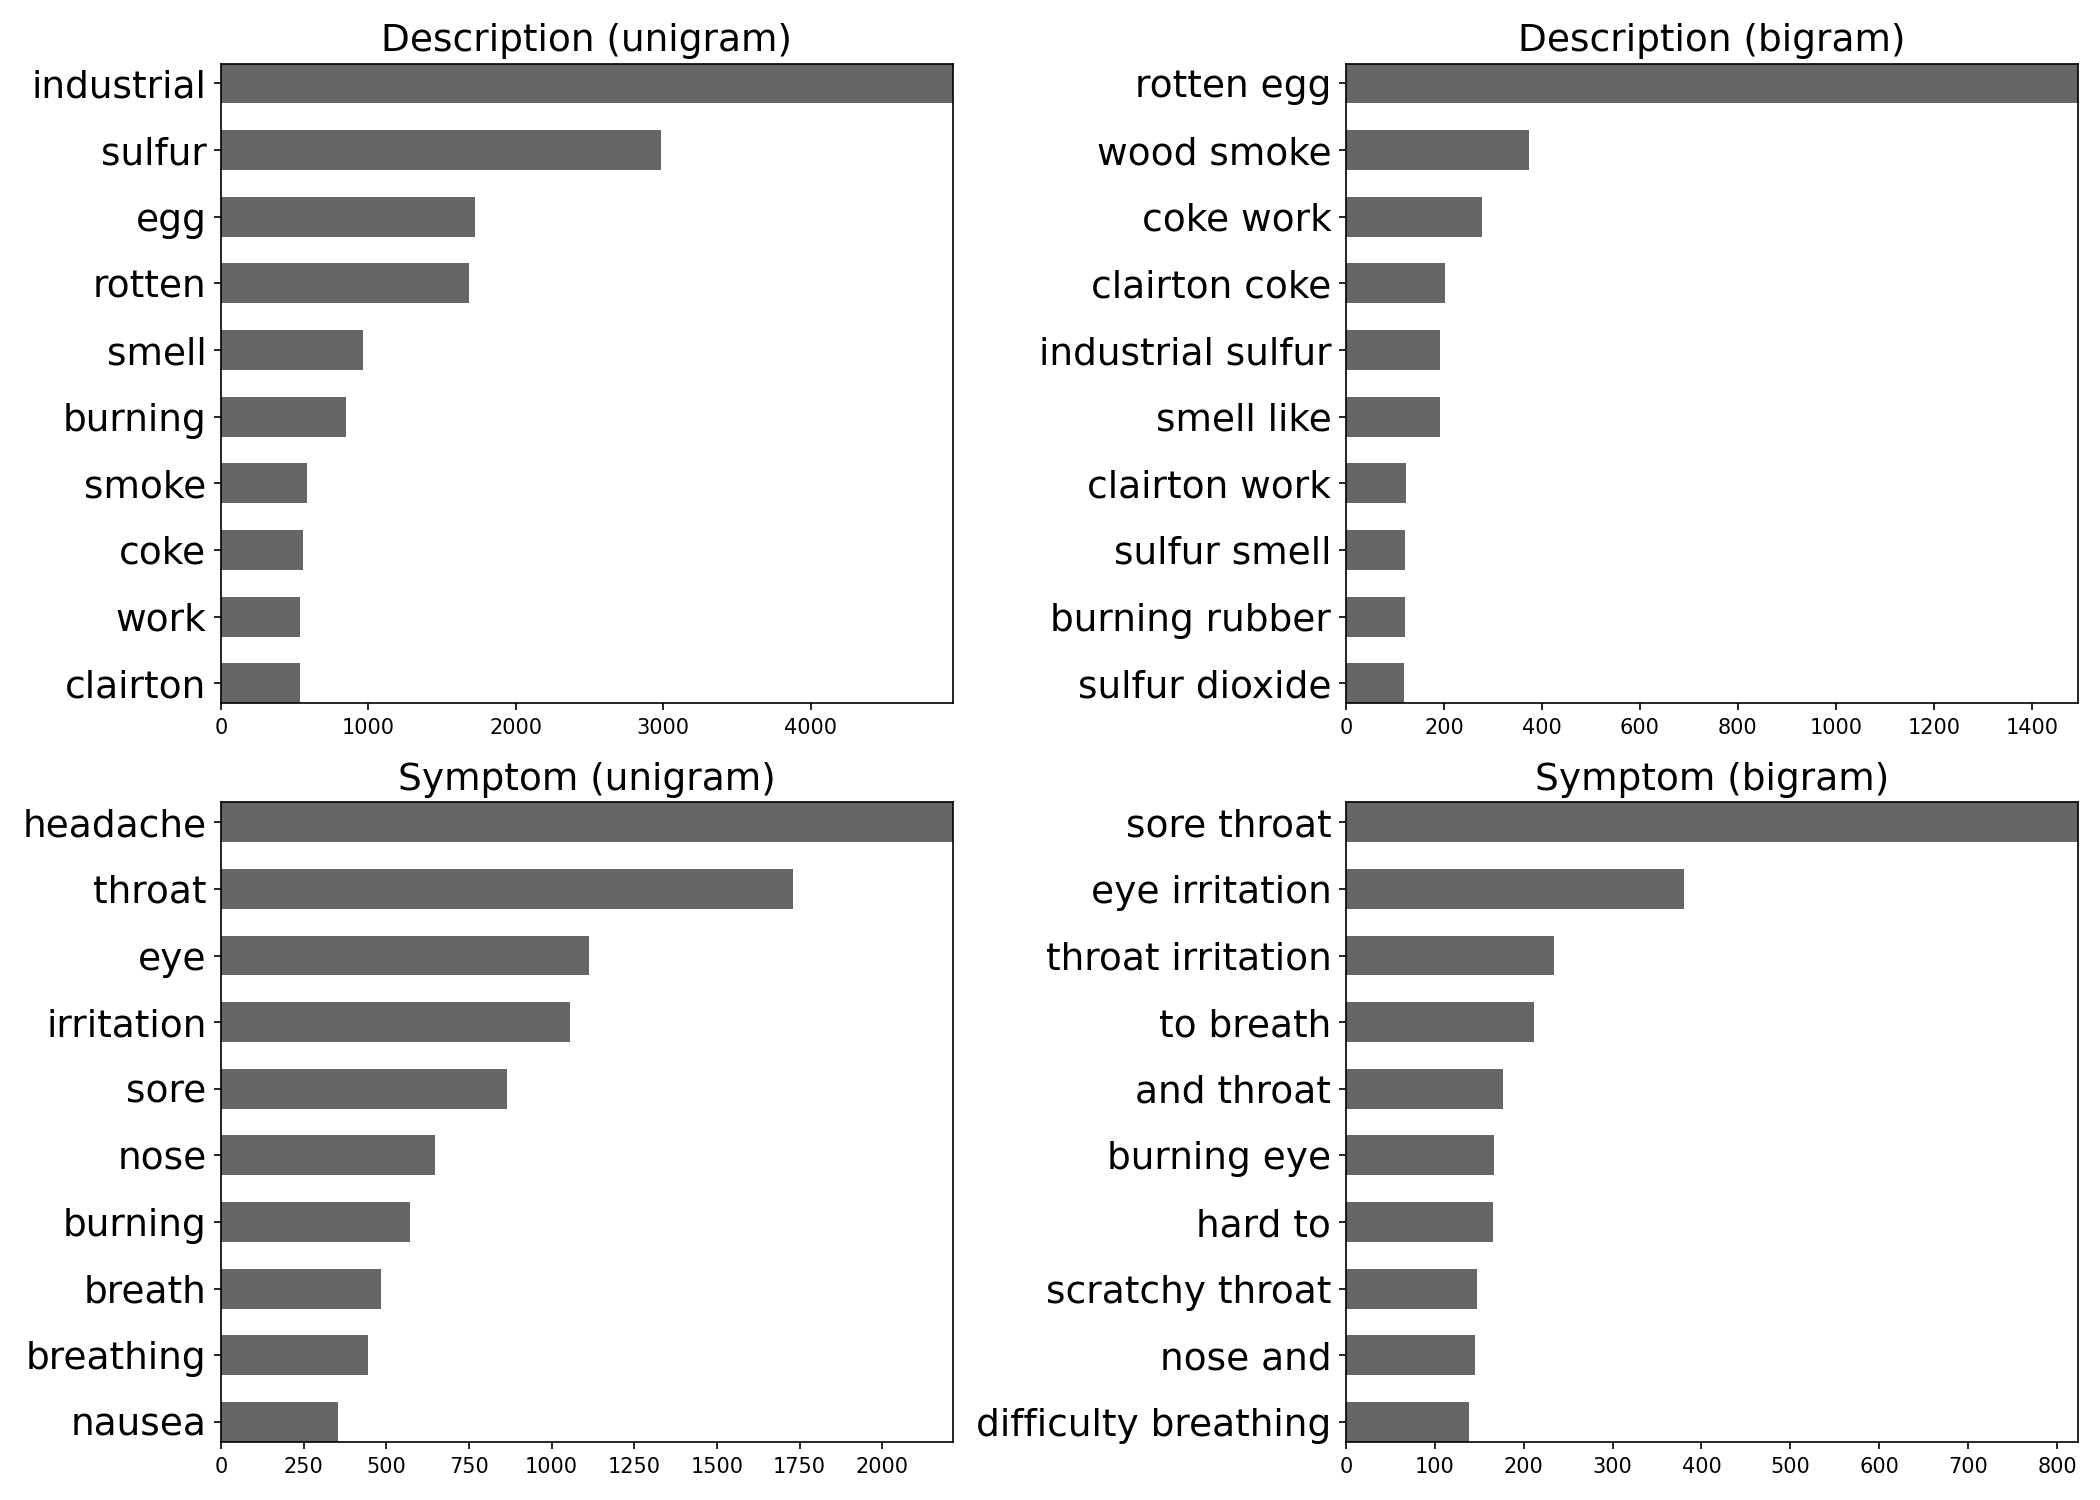 Description (unigram)
industrial
sulfur
egg
rotten
smell
burning
smoke
coke
work
clairton
0 1000 2000 3000 4000
Description (bigram)
rotten egg
wood smoke
coke work
clairton coke
industrial sulfur
smell like
clairton work
sulfur smell
burning rubber
sulfur dioxide
0 200 400 600 800 1000 1200 1400
Symptom (unigram)
headache
throat
eye
irritation
sore
nose
burning
breath
breathing
nausea
0 250 500 750 1000 1250 1500 1750 2000
Symptom (bigram)
sore throat
eye irritation
throat irritation
to breath
and throat
burning eye
hard to
scratchy throat
nose and
difficulty breathing
0 100 200 300 400 500 600 700 800